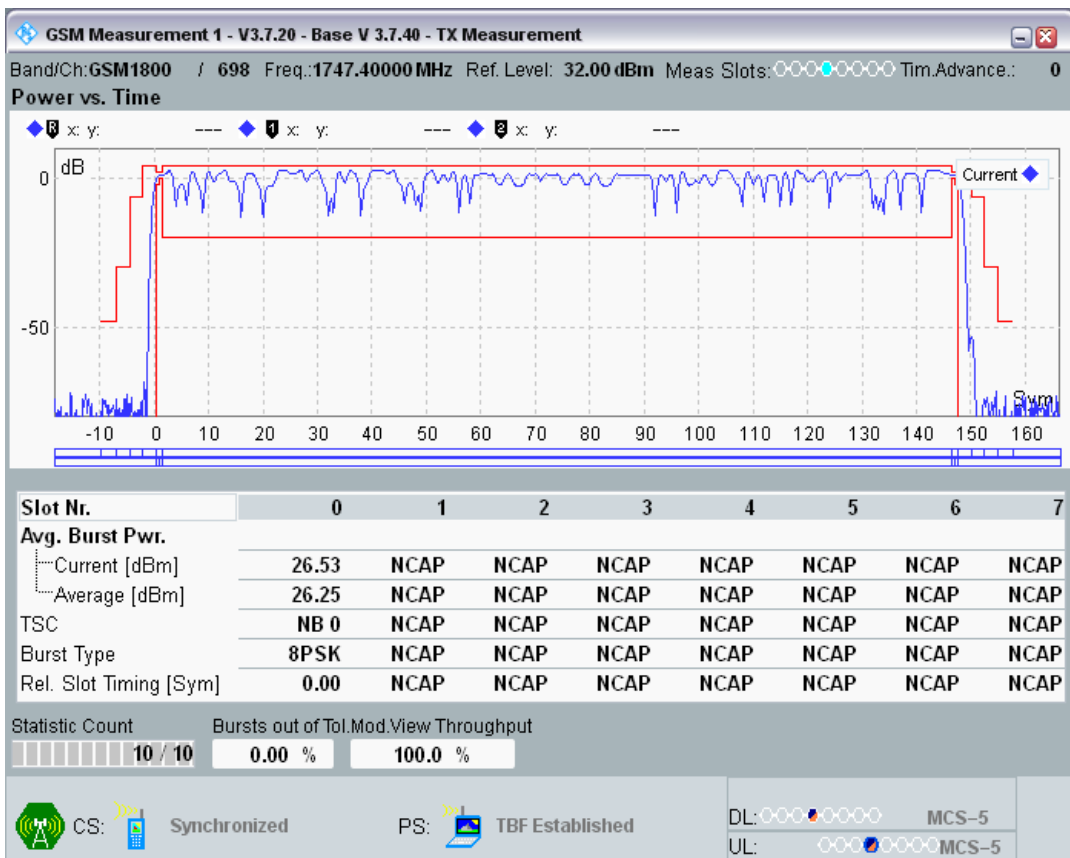 GSM Measurement 1 - V3.7.20 - Base V 3.7.40 - TX Measurement
Band/Ch:GSM1800 / 698 Freq.:1747.40000 MHz Ref. Level: 32.00 dBm Meas Slots: Tim.Advance.: 0
Power vs. Time
R x: y: --- 1 x: y: --- 2 x: y: ---
dB
Current
0
-50
Sym
-10 0 10 20 30 40 50 60 70 80 90 100 110 120 130 140 150 160
Slot Nr. 0 1 2 3 4 5 6 7
Avg. Burst Pwr.
Current [dBm] 26.53 NCAP NCAP NCAP NCAP NCAP NCAP NCAP
Average [dBm] 26.25 NCAP NCAP NCAP NCAP NCAP NCAP NCAP
TSC NB 0 NCAP NCAP NCAP NCAP NCAP NCAP NCAP
Burst Type 8PSK NCAP NCAP NCAP NCAP NCAP NCAP NCAP
Rel. Slot Timing [Sym] 0.00 NCAP NCAP NCAP NCAP NCAP NCAP NCAP
Statistic Count Bursts out of Tol.Mod.View Throughput
10 / 10 0.00 % 100.0 %
CS: Synchronized PS: TBF Established DL: MCS-5
UL: MCS-5